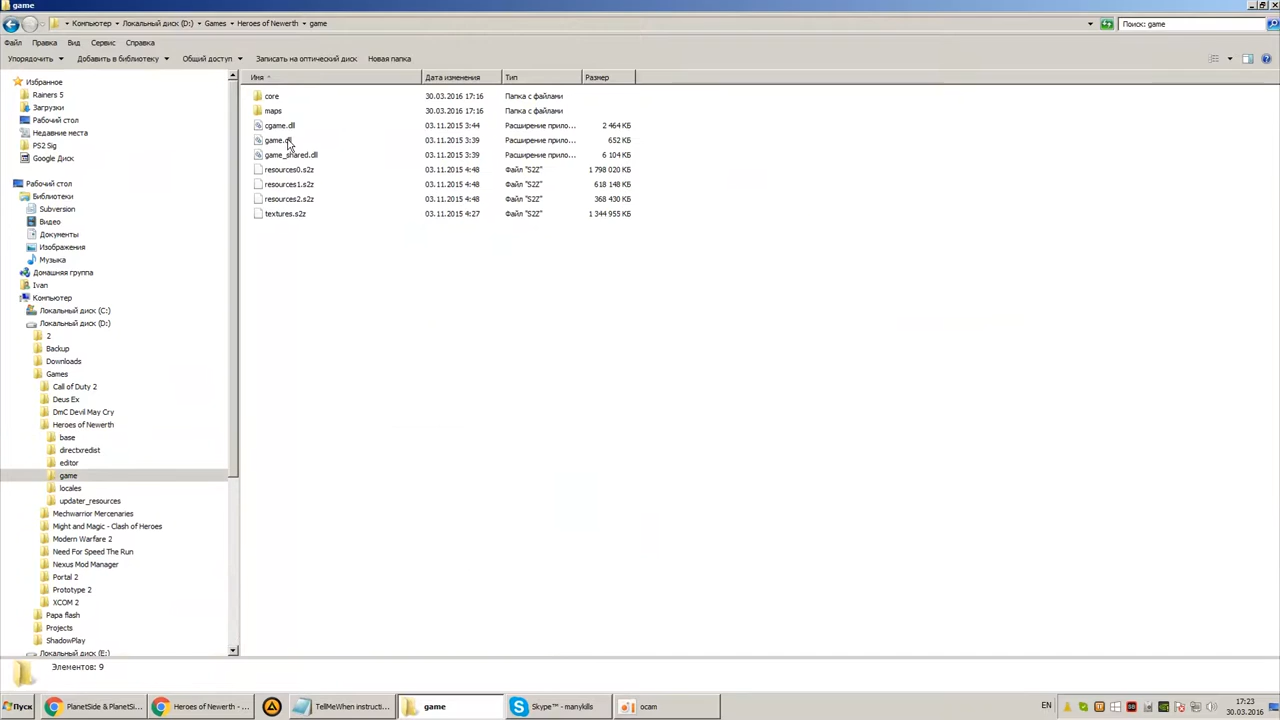 game
Компьютер ▸ Локальный диск (D:) ▸ Games ▸ Heroes of Newerth ▸ game
Поиск: game
Файл Правка Вид Сервис Справка
Упорядочить Добавить в библиотеку Общий доступ Записать на оптический диск Новая папка
Имя Дата изменения Тип Размер
core 30.03.2016 17:16 Папка с файлами
maps 30.03.2016 17:16 Папка с файлами
cgame.dll 03.11.2015 3:44 Расширение прило... 2 464 КБ
game.dll 03.11.2015 3:39 Расширение прило... 652 КБ
game_shared.dll 03.11.2015 3:39 Расширение прило... 6 104 КБ
resources0.s2z 03.11.2015 4:48 Файл "S2Z" 1 798 020 КБ
resources1.s2z 03.11.2015 4:48 Файл "S2Z" 618 148 КБ
resources2.s2z 03.11.2015 4:48 Файл "S2Z" 368 430 КБ
textures.s2z 03.11.2015 4:27 Файл "S2Z" 1 344 955 КБ
Избранное
Rainers 5
Загрузки
Рабочий стол
Недавние места
PS2 Sig
Google Диск
Рабочий стол
Библиотеки
Subversion
Видео
Документы
Изображения
Музыка
Домашняя группа
Ivan
Компьютер
Локальный диск (C:)
Локальный диск (D:)
2
Backup
Downloads
Games
Call of Duty 2
Deus Ex
DmC Devil May Cry
Heroes of Newerth
base
directxredist
editor
game
locales
updater_resources
Mechwarrior Mercenaries
Might and Magic - Clash of Heroes
Modern Warfare 2
Need For Speed The Run
Nexus Mod Manager
Portal 2
Prototype 2
XCOM 2
Papa flash
Projects
ShadowPlay
Локальный диск (E:)
Элементов: 9
Пуск PlanetSide & PlanetSi... Heroes of Newerth - ... TellMeWhen instructi... game Skype™ - manykills ocam EN 17:23
30.03.2016